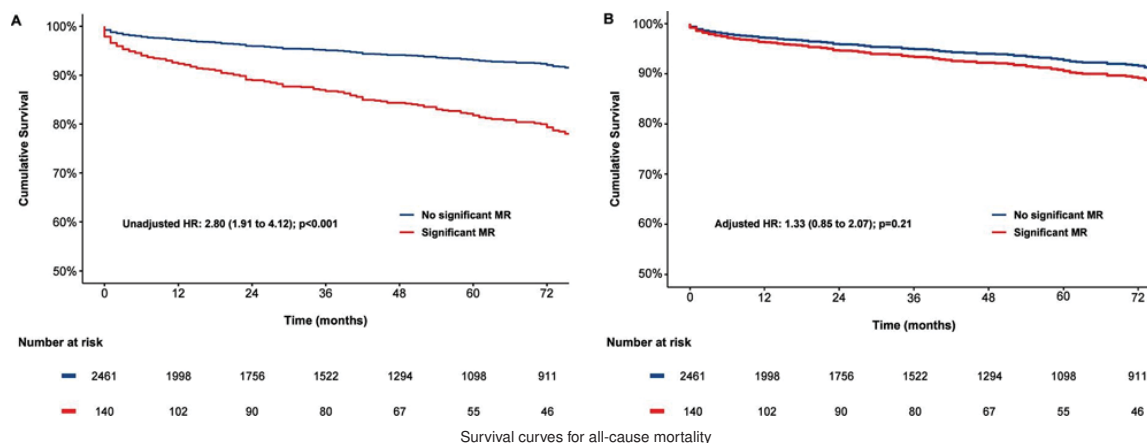 A
100%
90%
80%
70%
60%
50%
Cumulative Survival
Unadjusted HR: 2.80 (1.91 to 4.12); p<0.001
No significant MR
Significant MR
0 12 24 36 48 60 72
Time (months)
Number at risk
2461 1998 1756 1522 1294 1098 911
140 102 90 80 67 55 46
B
100%
90%
80%
70%
60%
50%
Cumulative Survival
Adjusted HR: 1.33 (0.85 to 2.07); p=0.21
No significant MR
Significant MR
0 12 24 36 48 60 72
Time (months)
Number at risk
2461 1998 1756 1522 1294 1098 911
140 102 90 80 67 55 46
Survival curves for all-cause mortality